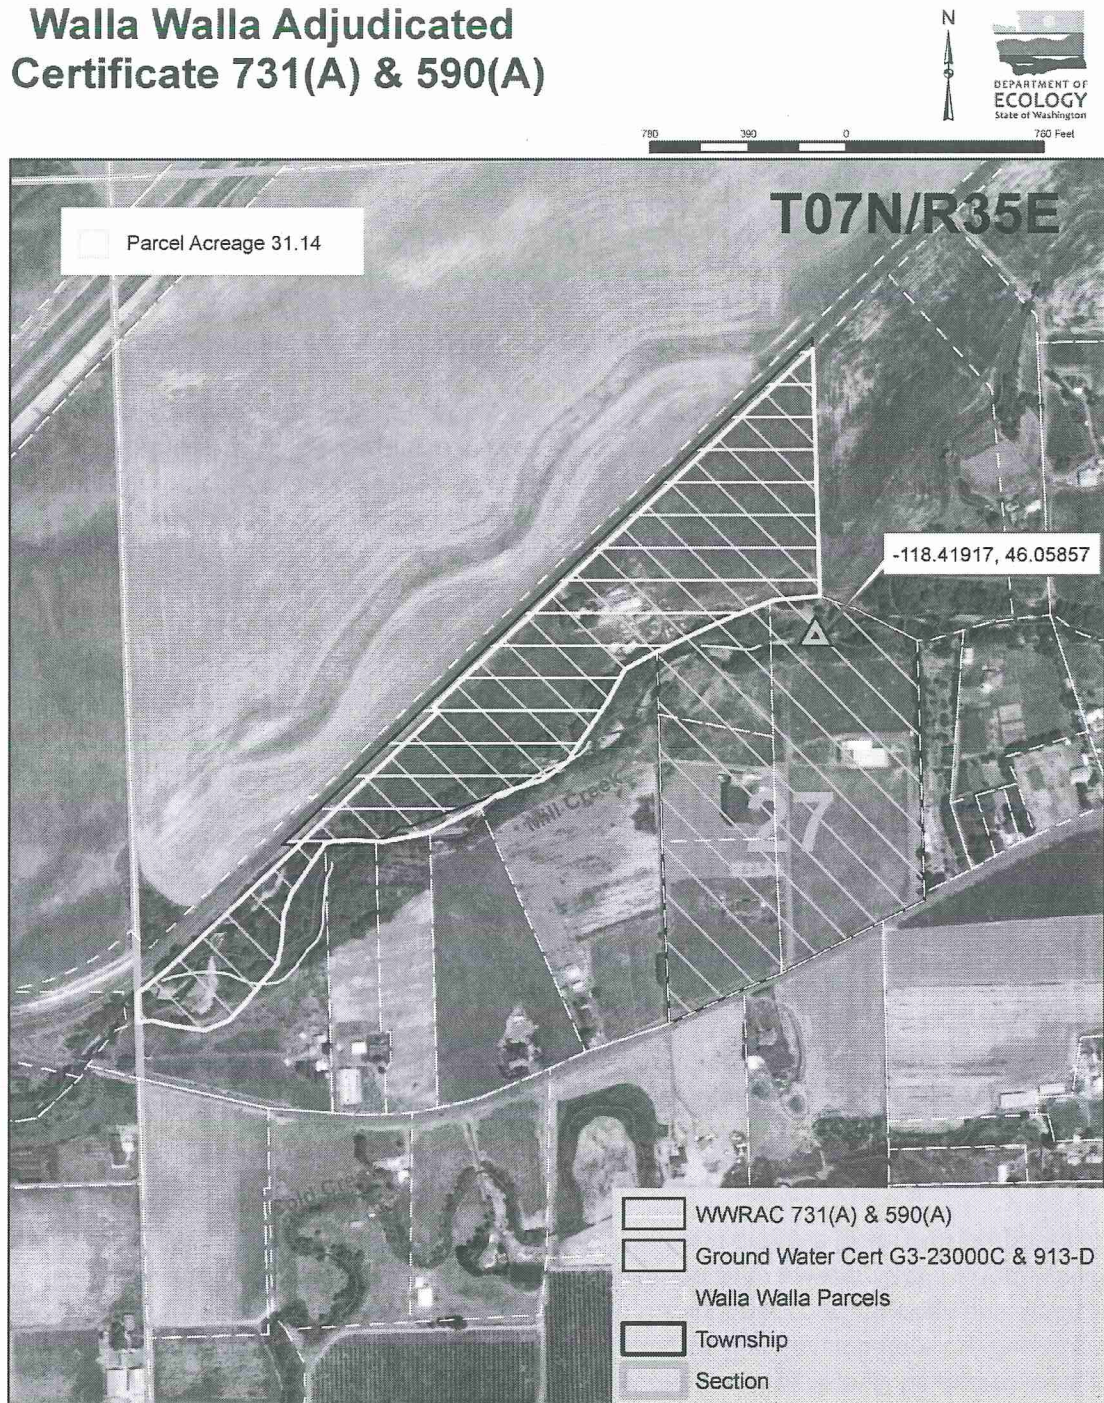 Walla Walla Adjudicated
Certificate 731(A) & 590(A)
N
DEPARTMENT OF
ECOLOGY
State of Washington
780 390 0 780 Feet
T07N/R35E
Parcel Acreage 31.14
-118.41917, 46.05857
Mill Creek
27
Cold Creek
WWRAC 731(A) & 590(A)
Ground Water Cert G3-23000C & 913-D
Walla Walla Parcels
Township
Section